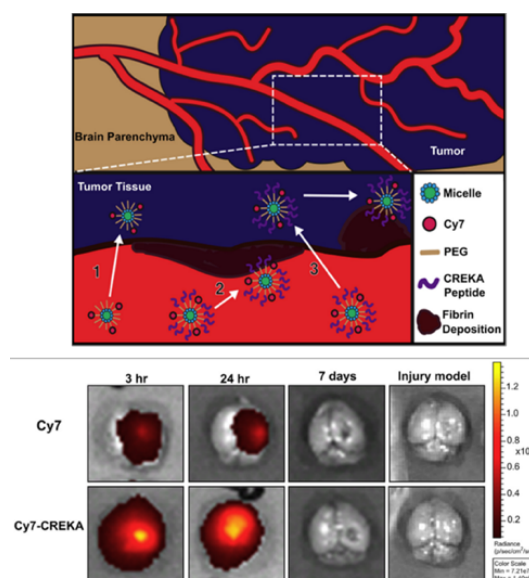 Brain Parenchyma
Tumor
Tumor Tissue
1
2
3
Micelle
Cy7
PEG
CREKA
Peptide
Fibrin
Deposition
3 hr
24 hr
7 days
Injury model
Cy7
Cy7-CREKA
1.2
1.0
0.8
x10
0.6
0.4
0.2
Radiance
Color Scale